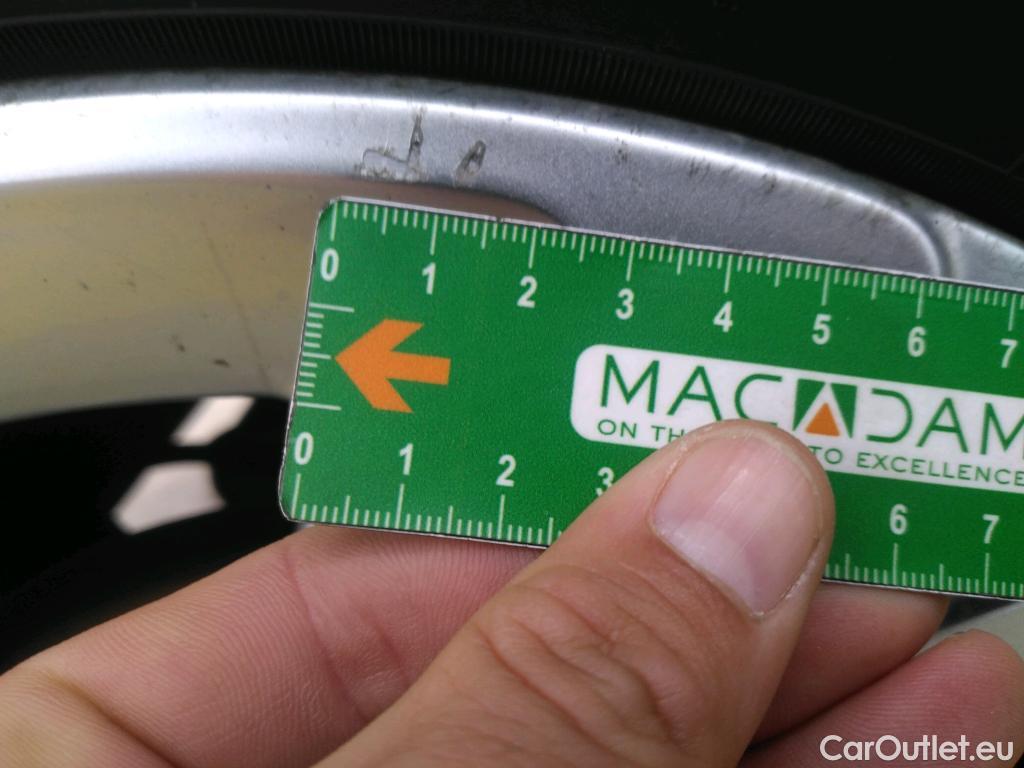 0 1 2 3 4 5 6 7
MACADAM
ON TH TO EXCELLENCE
0 1 2 3 6 7
CarOutlet.eu